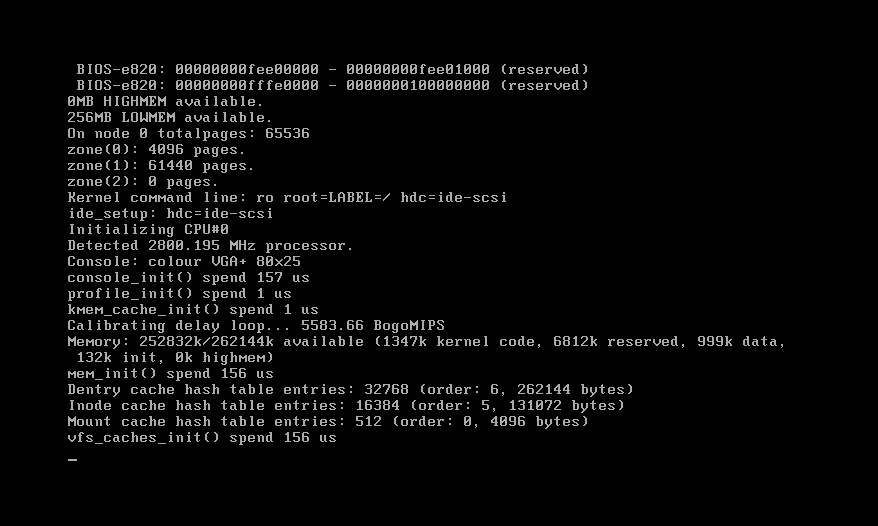 BIOS-e820: 00000000fee00000 - 00000000fee01000 (reserved)
BIOS-e820: 00000000fffe0000 - 0000000100000000 (reserved)
0MB HIGHMEM available.
256MB LOWMEM available.
On node 0 totalpages: 65536
zone(0): 4096 pages.
zone(1): 61440 pages.
zone(2): 0 pages.
Kernel command line: ro root=LABEL=/ hdc=ide-scsi
ide_setup: hdc=ide-scsi
Initializing CPU#0
Detected 2800.195 MHz processor.
Console: colour VGA+ 80x25
console_init() spend 157 us
profile_init() spend 1 us
kmem_cache_init() spend 1 us
Calibrating delay loop... 5583.66 BogoMIPS
Memory: 252832k/262144k available (1347k kernel code, 6812k reserved, 999k data,
132k init, 0k highmem)
mem_init() spend 156 us
Dentry cache hash table entries: 32768 (order: 6, 262144 bytes)
Inode cache hash table entries: 16384 (order: 5, 131072 bytes)
Mount cache hash table entries: 512 (order: 0, 4096 bytes)
vfs_caches_init() spend 156 us
_